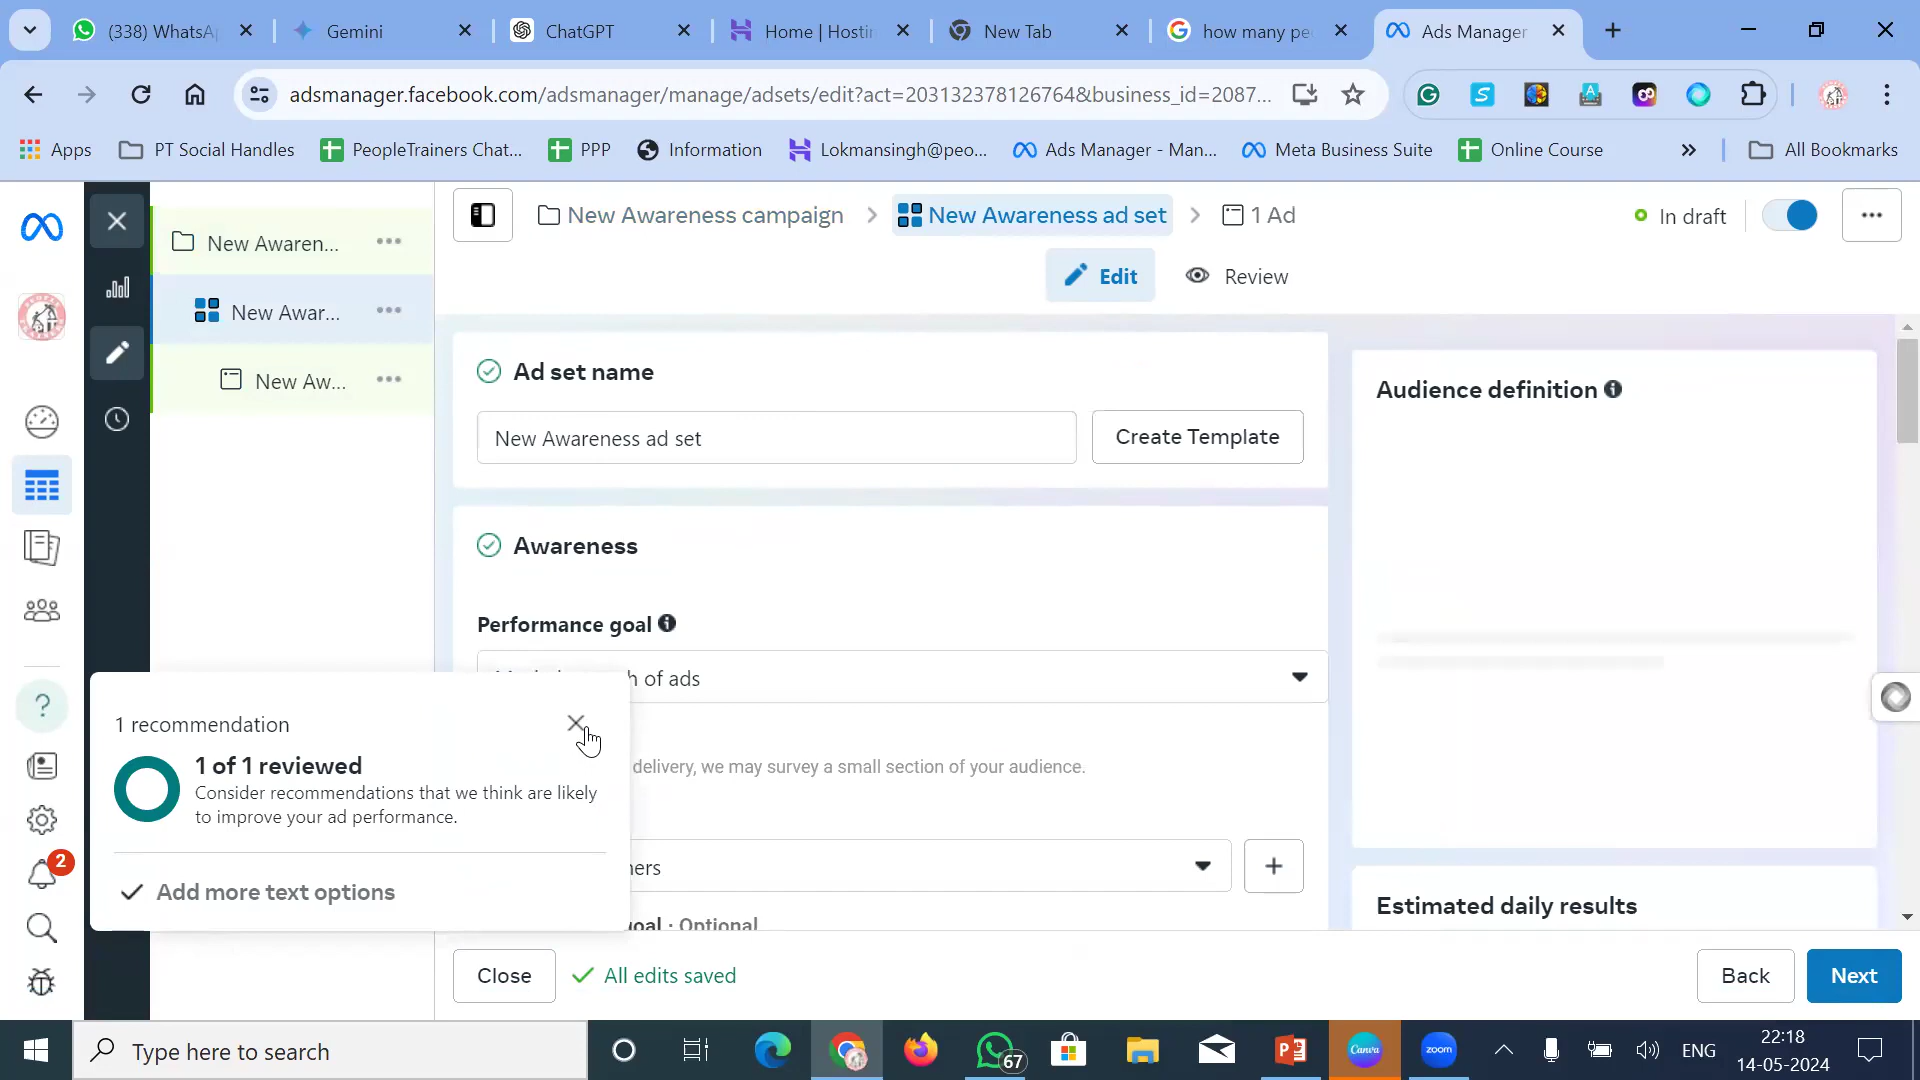 (338) WhatsA
Gemini
ChatGPT
Home | Hostin
New Tab
how many pe
Ads Manager
adsmanager.facebook.com/adsmanager/manage/adsets/edit?act=203132378126764&business_id=2087...
Apps
PT Social Handles
PeopleTrainers Chat...
PPP
Information
Lokmansingh@peo...
Ads Manager - Man...
Meta Business Suite
Online Course
All Bookmarks
New Awareness campaign
New Awareness ad set
1 Ad
In draft
Edit
Review
New Awaren...
New Awar...
New Aw...
Ad set name
New Awareness ad set
Create Template
Awareness
Performance goal
of ads
delivery, we may survey a small section of your audience.
Optional
Audience definition
Estimated daily results
1 recommendation
1 of 1 reviewed
Consider recommendations that we think are likely
to improve your ad performance.
Add more text options
2
Close
All edits saved
Back
Next
Type here to search
67
Canva
zoom
ENG
22:18
14-05-2024